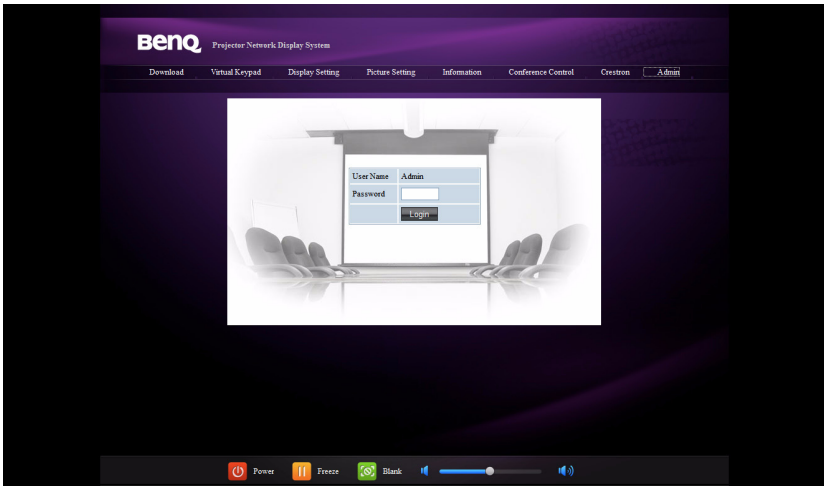 BenQ Projector Network Display System
Download Virtual Keypad Display Setting Picture Setting Information Conference Control Crestron Admin
User Name Admin
Password
Login
Power Freeze Blank